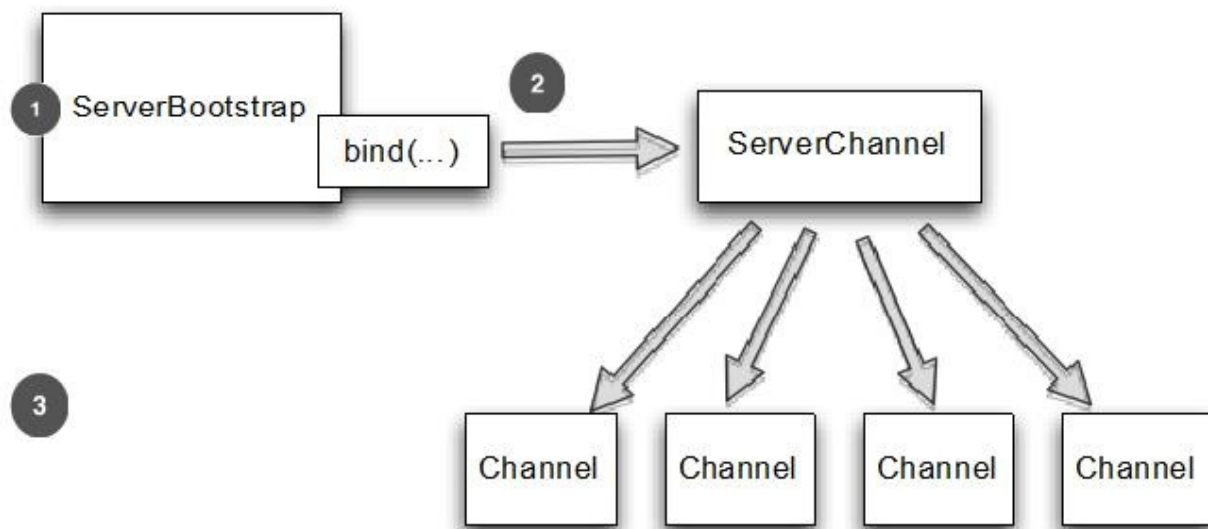 2
1
ServerBootstrap
bind(...)
ServerChannel
3
Channel
Channel
Channel
Channel